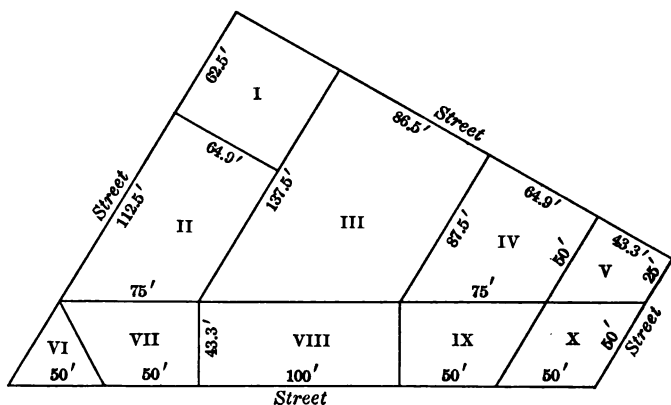 62.5′
I
Street
86.5′
64.9′
Street
112.5′
II
137.5′
III
87.5′
64.9′
IV
50′
43.3′
V
25′
75′
75′
VI
VII
43.3′
VIII
IX
X
50′
Street
50′
50′
100′
50′
50′
Street